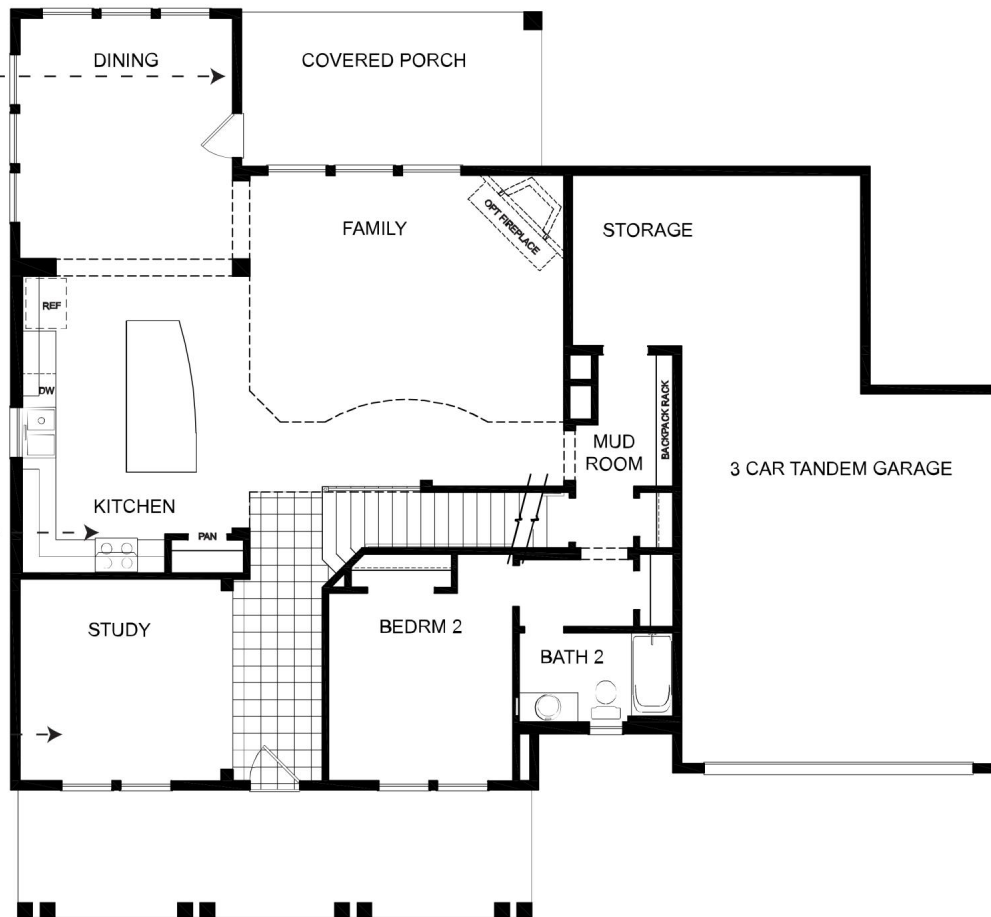 DINING
COVERED PORCH
FAMILY
OPT FIREPLACE
STORAGE
REF
DW
BACKPACK RACK
MUD
ROOM
3 CAR TANDEM GARAGE
KITCHEN
PAN
STUDY
BEDRM 2
BATH 2